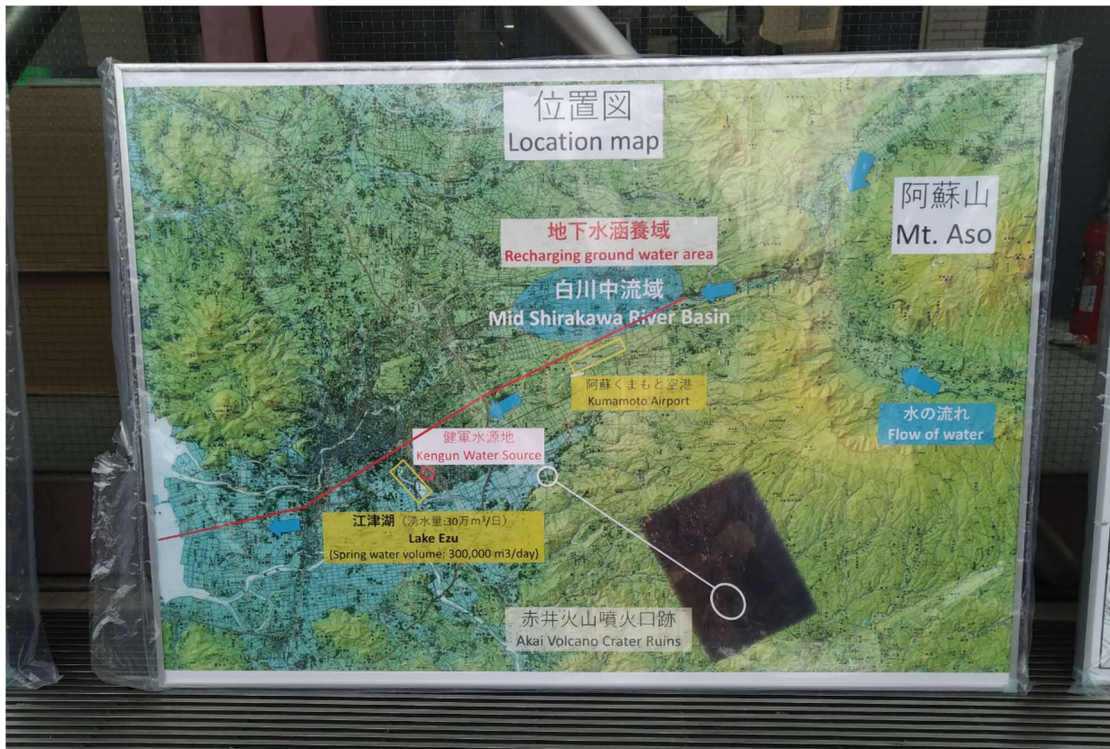 位置図
Location map
阿蘇山
Mt. Aso
地下水涵養域
Recharging ground water area
白川中流域
Mid Shirakawa River Basin
阿蘇くまもと空港
Kumamoto Airport
水の流れ
Flow of water
健軍水源地
Kengun Water Source
江津湖（湧水量:30万m³/日）
Lake Ezu
(Spring water volume: 300,000 m3/day)
赤井火山噴火口跡
Akai Volcano Crater Ruins